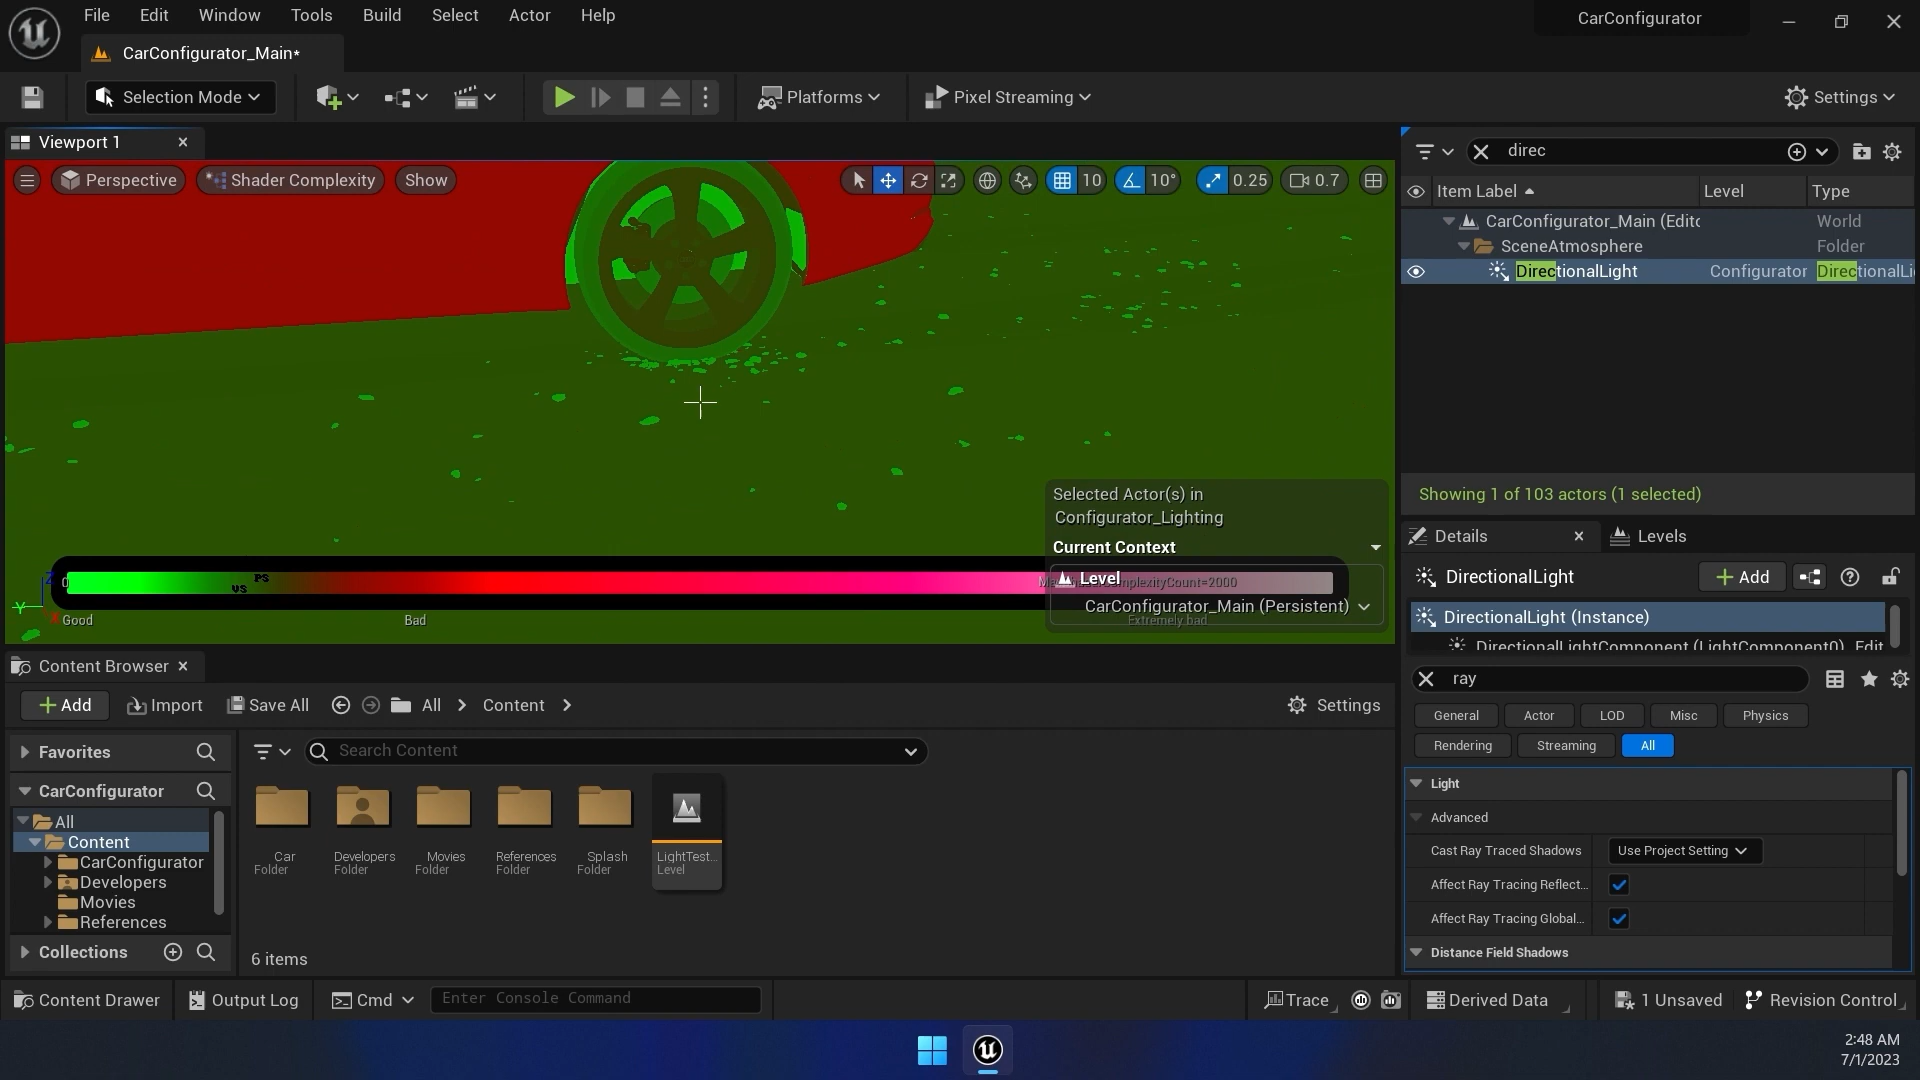 File Edit Window Tools Build Select Actor Help
CarConfigurator
CarConfigurator_Main*
Selection Mode
Platforms
Pixel Streaming
Settings
Viewport 1
Perspective
Shader Complexity
Show
10
10°
0.25
0.7
Selected Actor(s) in
Configurator_Lighting
Current Context
Level
CarConfigurator_Main (Persistent)
0
PS
VS
Good
Bad
Extremely bad
direc
Item Label
Level
Type
CarConfigurator_Main (Editc
World
SceneAtmosphere
Folder
DirectionalLight
Configurator
DirectionalLi
Showing 1 of 103 actors (1 selected)
Details
Levels
DirectionalLight
Add
DirectionalLight (Instance)
DirectionalLightComponent (LightComponent0) Edit
ray
General
Actor
LOD
Misc
Physics
Rendering
Streaming
All
Light
Advanced
Cast Ray Traced Shadows
Use Project Setting
Affect Ray Tracing Reflect...
Affect Ray Tracing Global...
Distance Field Shadows
Content Browser
Add
Import
Save All
All
Content
Settings
Favorites
CarConfigurator
All
Content
CarConfigurator
Developers
Movies
References
Collections
Search Content
Car
Folder
Developers
Folder
Movies
Folder
References
Folder
Splash
Folder
LightTest...
Level
6 items
Content Drawer
Output Log
Cmd
Enter Console Command
Trace
Derived Data
1 Unsaved
Revision Control
2:48 AM
7/1/2023